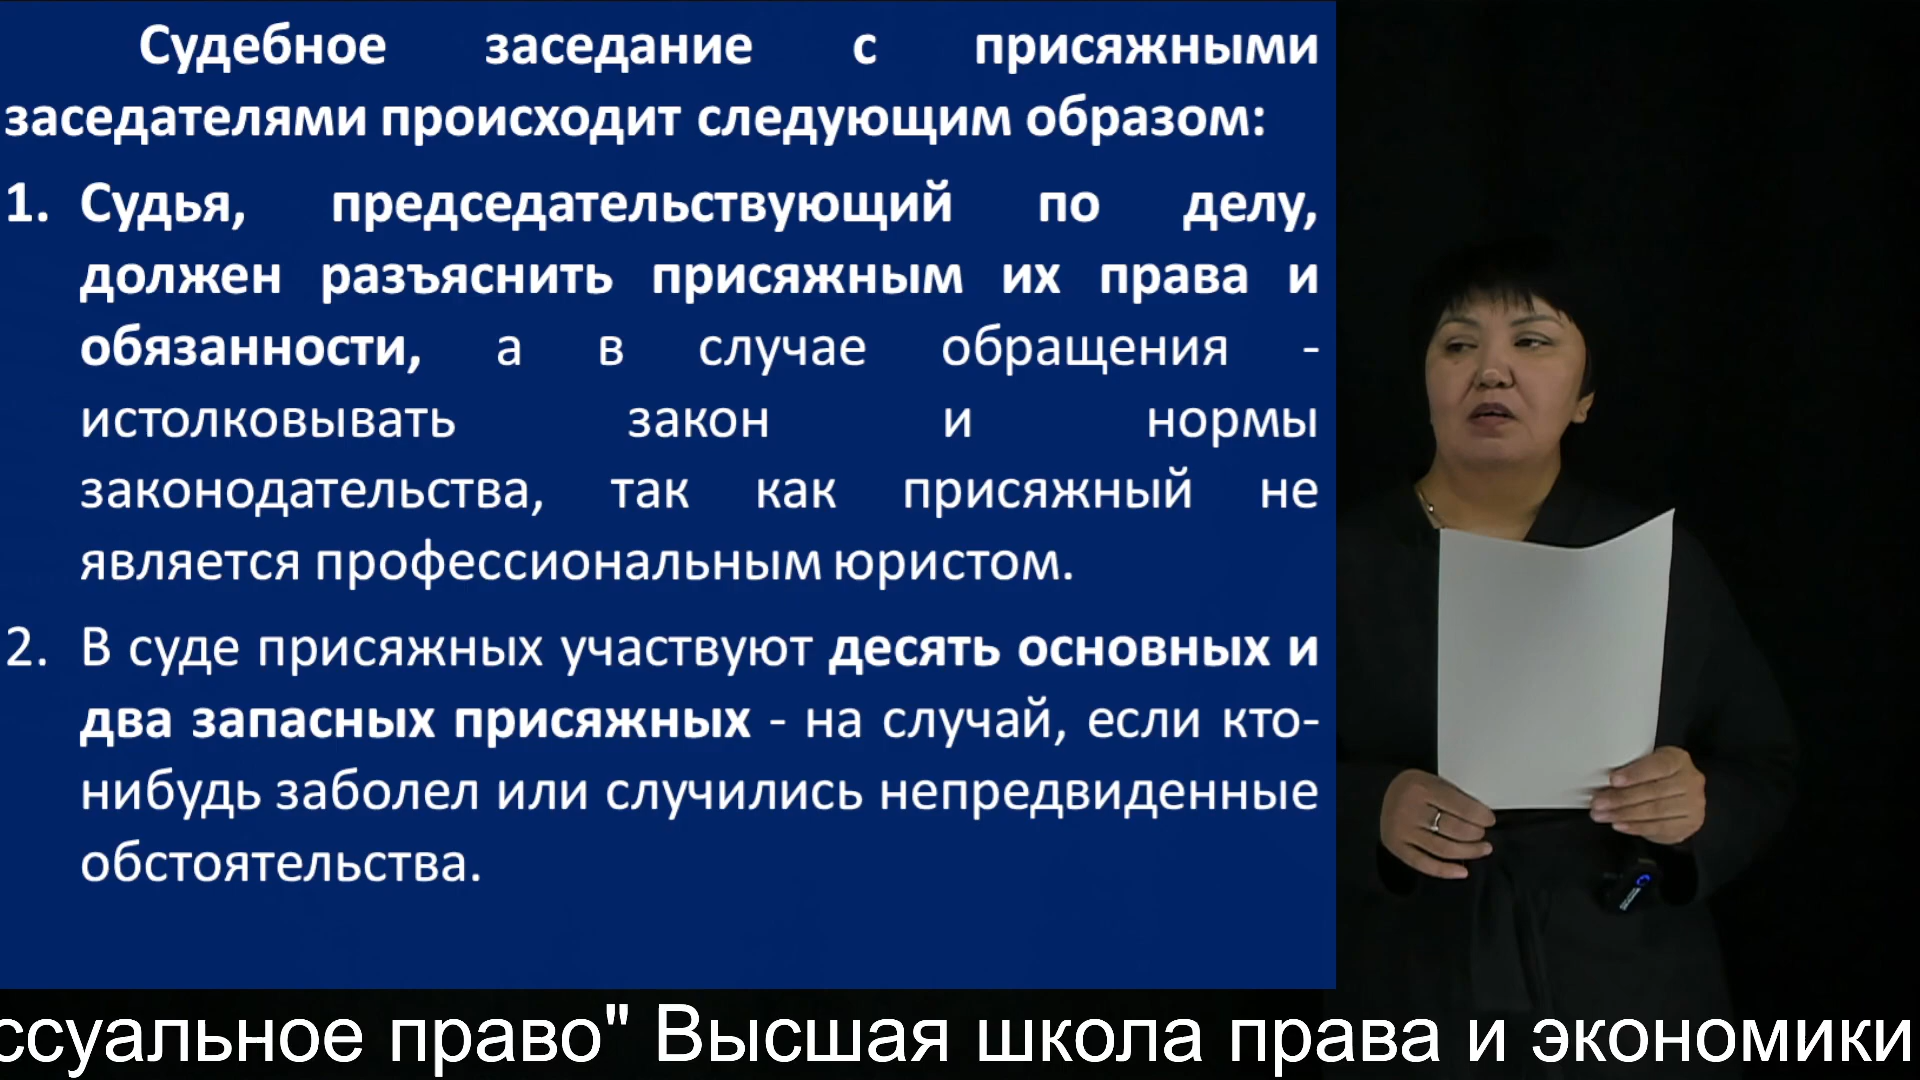 Судебное заседание с присяжными
заседателями происходит следующим образом:
1. Судья, председательствующий по делу,
должен разъяснить присяжным их права и
обязанности, а в случае обращения -
истолковывать закон и нормы
законодательства, так как присяжный не
является профессиональным юристом.
2. В суде присяжных участвуют десять основных и
два запасных присяжных - на случай, если кто-
нибудь заболел или случились непредвиденные
обстоятельства.
ссуальное право" Высшая школа права и экономики